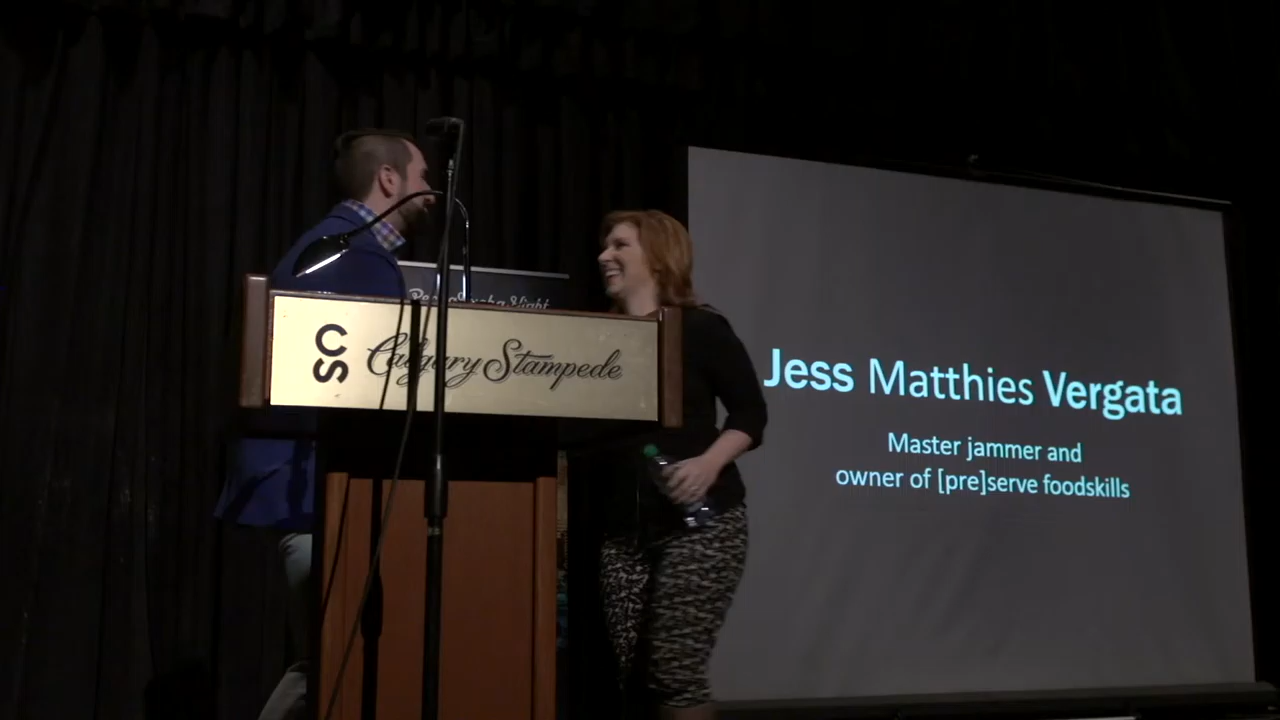 CS
Calgary Stampede
Jess Matthies Vergata
Master jammer and
owner of [pre]serve foodskills